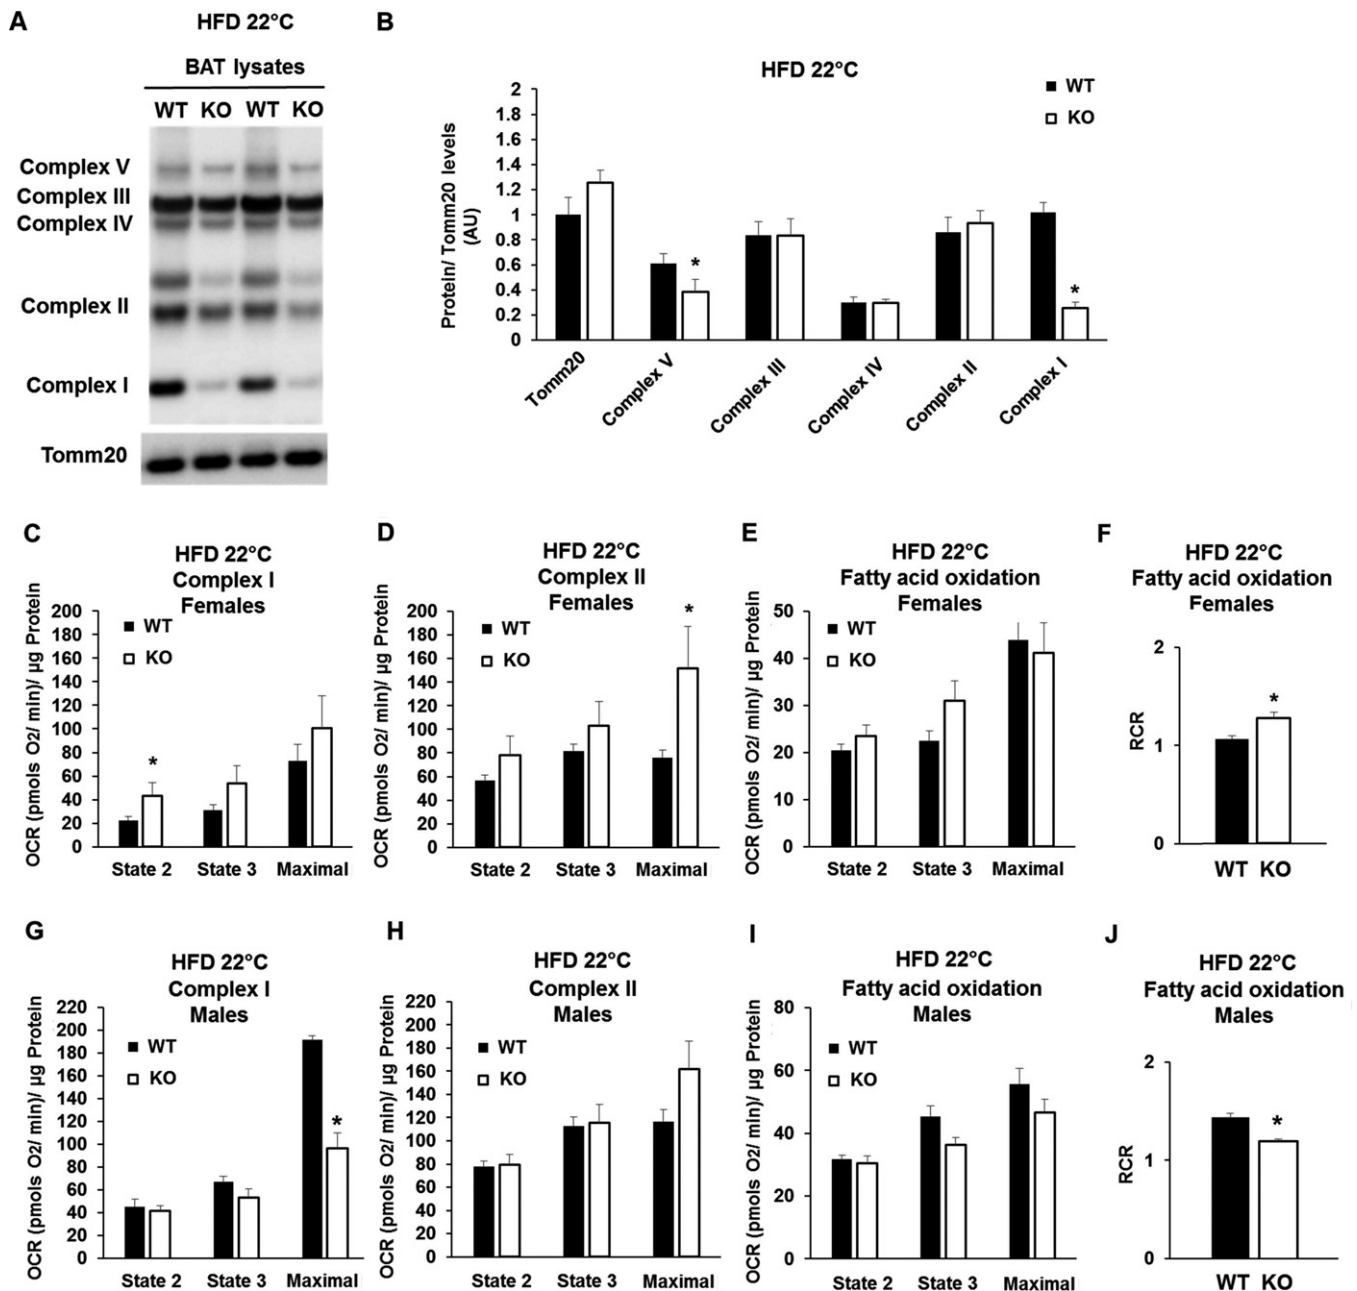 A
HFD 22°C
BAT lysates
WT KO WT KO
Complex V
Complex III
Complex IV
Complex II
Complex I
Tomm20
B
HFD 22°C
WT
KO
Protein/ Tomm20 levels
(AU)
2
1.8
1.6
1.4
1.2
1
0.8
0.6
0.4
0.2
0
*
*
Tomm20
Complex V
Complex III
Complex IV
Complex II
Complex I
C
HFD 22°C
Complex I
Females
OCR (pmols O2/ min)/ µg Protein
200
180
160
140
120
100
80
60
40
20
0
WT
KO
*
State 2 State 3 Maximal
D
HFD 22°C
Complex II
Females
OCR (pmols O2/ min)/ µg Protein
200
180
160
140
120
100
80
60
40
20
0
WT
KO
*
State 2 State 3 Maximal
E
HFD 22°C
Fatty acid oxidation
Females
OCR (pmols O2/ min)/ µg Protein
50
40
30
20
10
0
WT
KO
State 2 State 3 Maximal
F
HFD 22°C
Fatty acid oxidation
Females
RCR
2
1
0
*
WT KO
G
HFD 22°C
Complex I
Males
OCR (pmols O2/ min)/ µg Protein
220
200
180
160
140
120
100
80
60
40
20
0
WT
KO
*
State 2 State 3 Maximal
H
HFD 22°C
Complex II
Males
OCR (pmols O2/ min)/ µg Protein
220
200
180
160
140
120
100
80
60
40
20
0
WT
KO
State 2 State 3 Maximal
I
HFD 22°C
Fatty acid oxidation
Males
OCR (pmols O2/ min)/ µg Protein
80
60
40
20
0
WT
KO
State 2 State 3 Maximal
J
HFD 22°C
Fatty acid oxidation
Males
RCR
2
1
0
*
WT KO